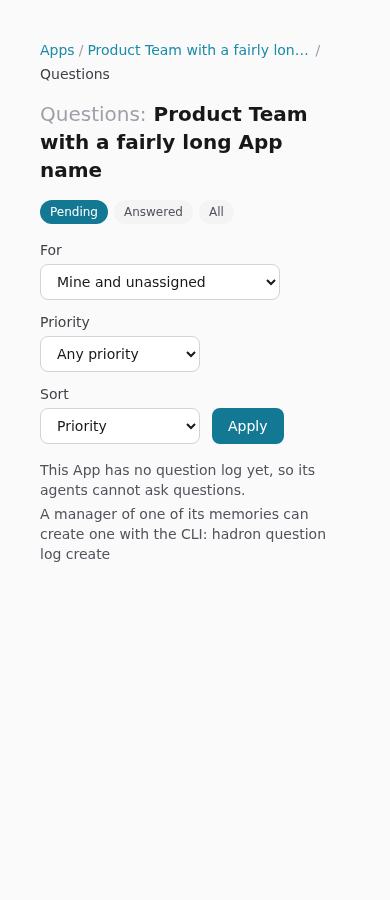 Apps / Product Team with a fairly lon... /
Questions
Questions: Product Team
with a fairly long App
name
Pending Answered All
For
Mine and unassigned
Priority
Any priority
Sort
Priority Apply
This App has no question log yet, so its
agents cannot ask questions.
A manager of one of its memories can
create one with the CLI: hadron question
log create